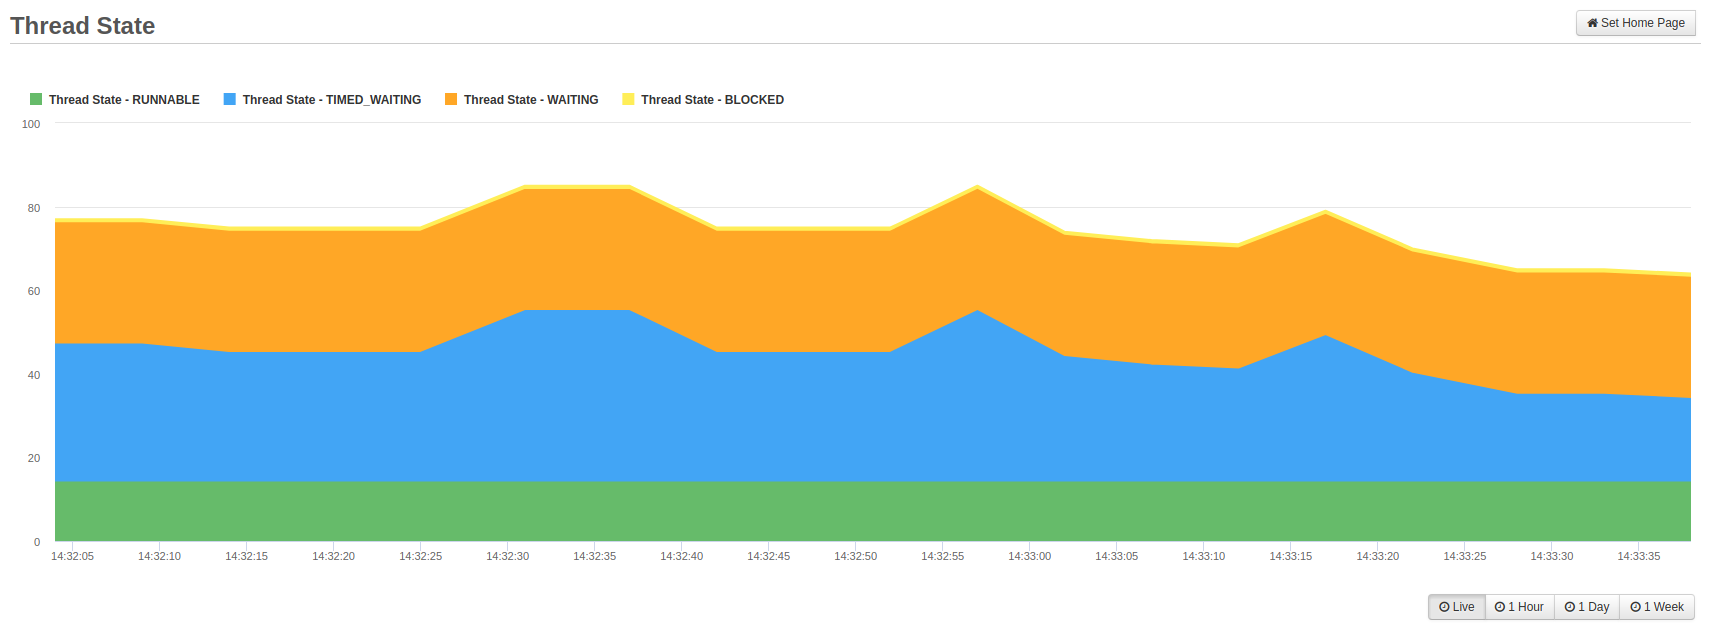 Thread State
Set Home Page
Thread State - RUNNABLE Thread State - TIMED_WAITING Thread State - WAITING Thread State - BLOCKED
100
80
60
40
20
0
14:32:05 14:32:10 14:32:15 14:32:20 14:32:25 14:32:30 14:32:35 14:32:40 14:32:45 14:32:50 14:32:55 14:33:00 14:33:05 14:33:10 14:33:15 14:33:20 14:33:25 14:33:30 14:33:35
Live 1 Hour 1 Day 1 Week